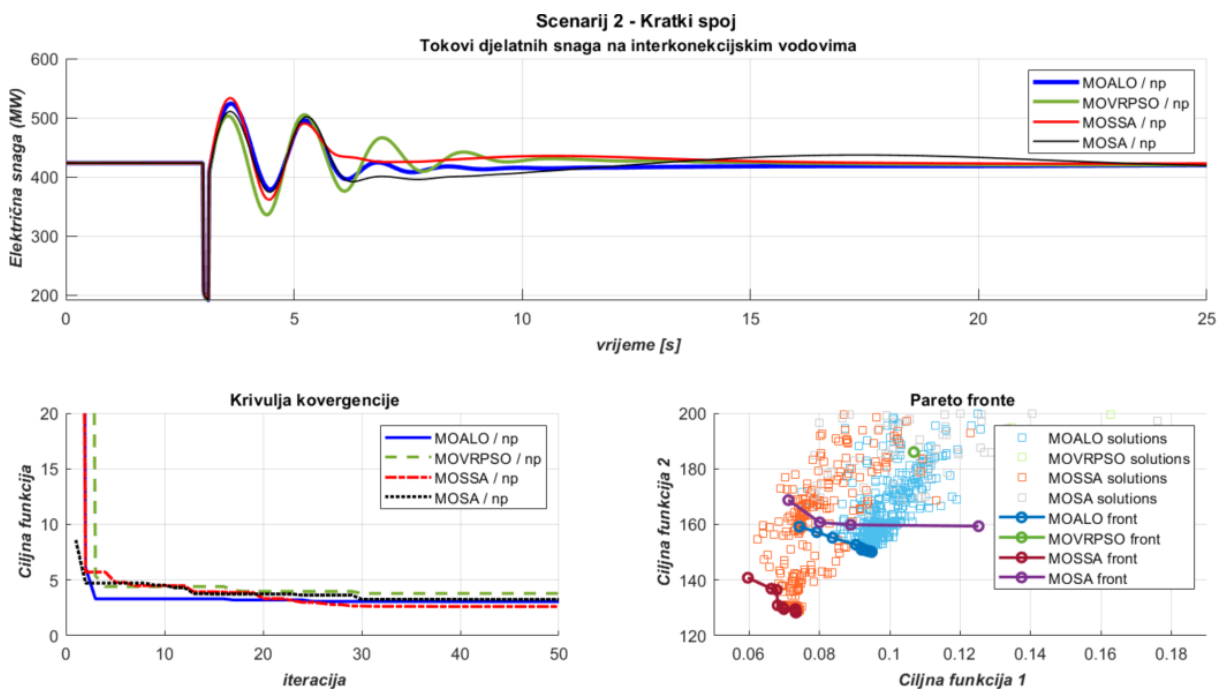 Scenarij 2 - Kratki spoj
Tokovi djelatnih snaga na interkonekcijskim vodovima
Električna snaga (MW)
600
500
400
300
200
0
5
10
15
20
25
vrijeme [s]
MOALO / np
MOVRPSO / np
MOSSA / np
MOSA / np
Krivulja kovergencije
Ciljna funkcija
20
15
10
5
0
0
10
20
30
40
50
iteracija
MOALO / np
MOVRPSO / np
MOSSA / np
MOSA / np
Pareto fronte
Ciljna funkcija 2
200
180
160
140
120
0.06
0.08
0.1
0.12
0.14
0.16
0.18
Ciljna funkcija 1
MOALO solutions
MOVRPSO solutions
MOSSA solutions
MOSA solutions
MOALO front
MOVRPSO front
MOSSA front
MOSA front